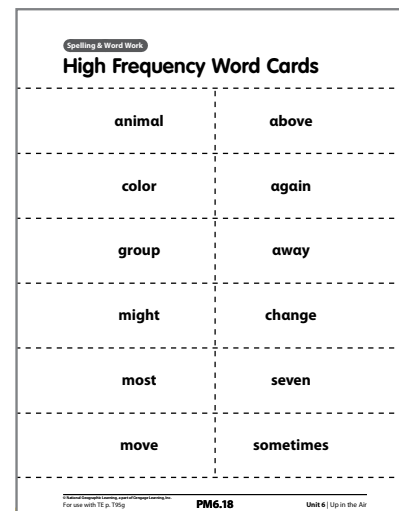 Spelling & Word Work
High Frequency Word Cards
animal above
color again
group away
might change
most seven
move sometimes
© National Geographic Learning, a part of Cengage Learning, Inc.
For use with TE p. T95g PM6.18 Unit 6 | Up in the Air